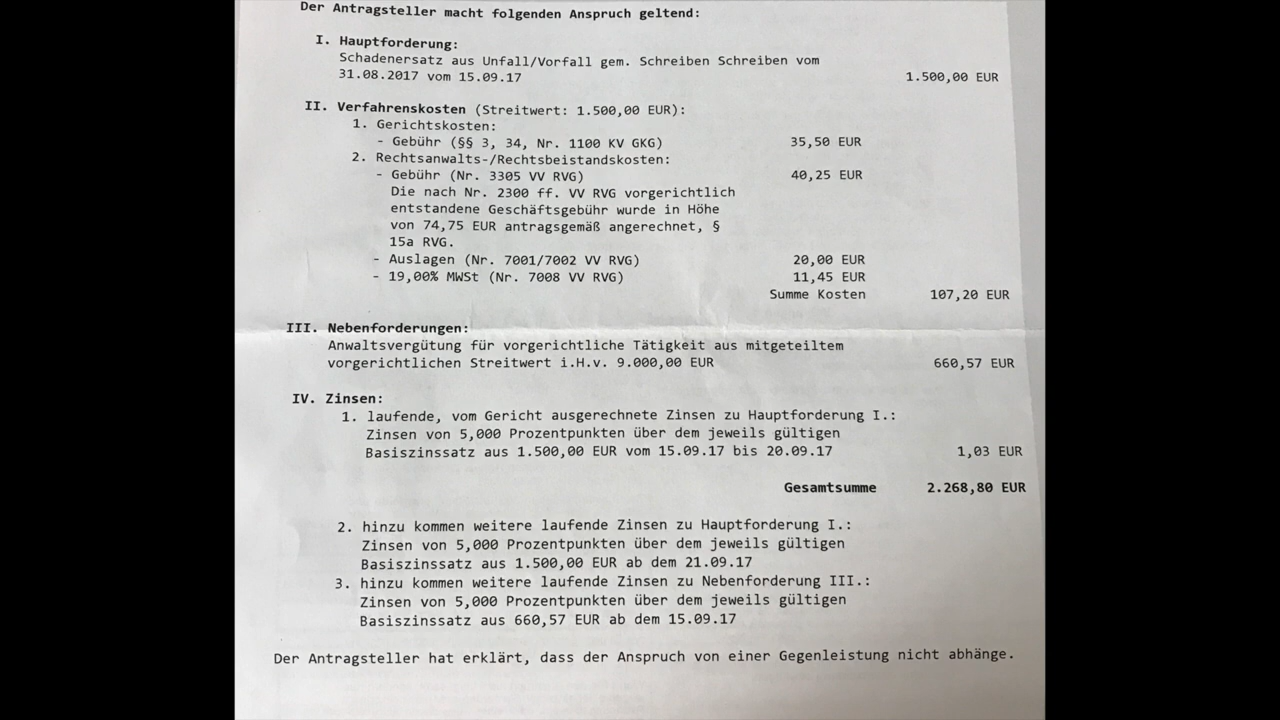 Der Antragsteller macht folgenden Anspruch geltend:
I. Hauptforderung:
Schadenersatz aus Unfall/Vorfall gem. Schreiben Schreiben vom
31.08.2017 vom 15.09.17 1.500,00 EUR
II. Verfahrenskosten (Streitwert: 1.500,00 EUR):
1. Gerichtskosten:
- Gebühr (§§ 3, 34, Nr. 1100 KV GKG) 35,50 EUR
2. Rechtsanwalts-/Rechtsbeistandskosten:
- Gebühr (Nr. 3305 VV RVG) 40,25 EUR
Die nach Nr. 2300 ff. VV RVG vorgerichtlich
entstandene Geschäftsgebühr wurde in Höhe
von 74,75 EUR antragsgemäß angerechnet, §
15a RVG.
- Auslagen (Nr. 7001/7002 VV RVG) 20,00 EUR
- 19,00% MWSt (Nr. 7008 VV RVG) 11,45 EUR
Summe Kosten 107,20 EUR
III. Nebenforderungen:
Anwaltsvergütung für vorgerichtliche Tätigkeit aus mitgeteiltem
vorgerichtlichen Streitwert i.H.v. 9.000,00 EUR 660,57 EUR
IV. Zinsen:
1. laufende, vom Gericht ausgerechnete Zinsen zu Hauptforderung I.:
Zinsen von 5,000 Prozentpunkten über dem jeweils gültigen
Basiszinssatz aus 1.500,00 EUR vom 15.09.17 bis 20.09.17 1,03 EUR
Gesamtsumme 2.268,80 EUR
2. hinzu kommen weitere laufende Zinsen zu Hauptforderung I.:
Zinsen von 5,000 Prozentpunkten über dem jeweils gültigen
Basiszinssatz aus 1.500,00 EUR ab dem 21.09.17
3. hinzu kommen weitere laufende Zinsen zu Nebenforderung III.:
Zinsen von 5,000 Prozentpunkten über dem jeweils gültigen
Basiszinssatz aus 660,57 EUR ab dem 15.09.17
Der Antragsteller hat erklärt, dass der Anspruch von einer Gegenleistung nicht abhänge.